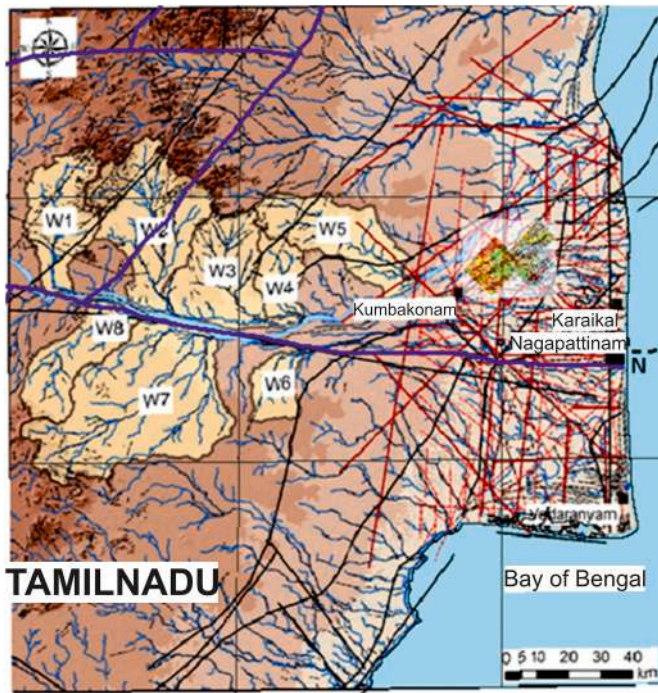 W1
W2
W5
W3
W4
Kumbakonam
Karaikal
W8
Nagapattinam
N
W7
W6
Vedaranyam
TAMILNADU
Bay of Bengal
0 5 10 20 30 40
km